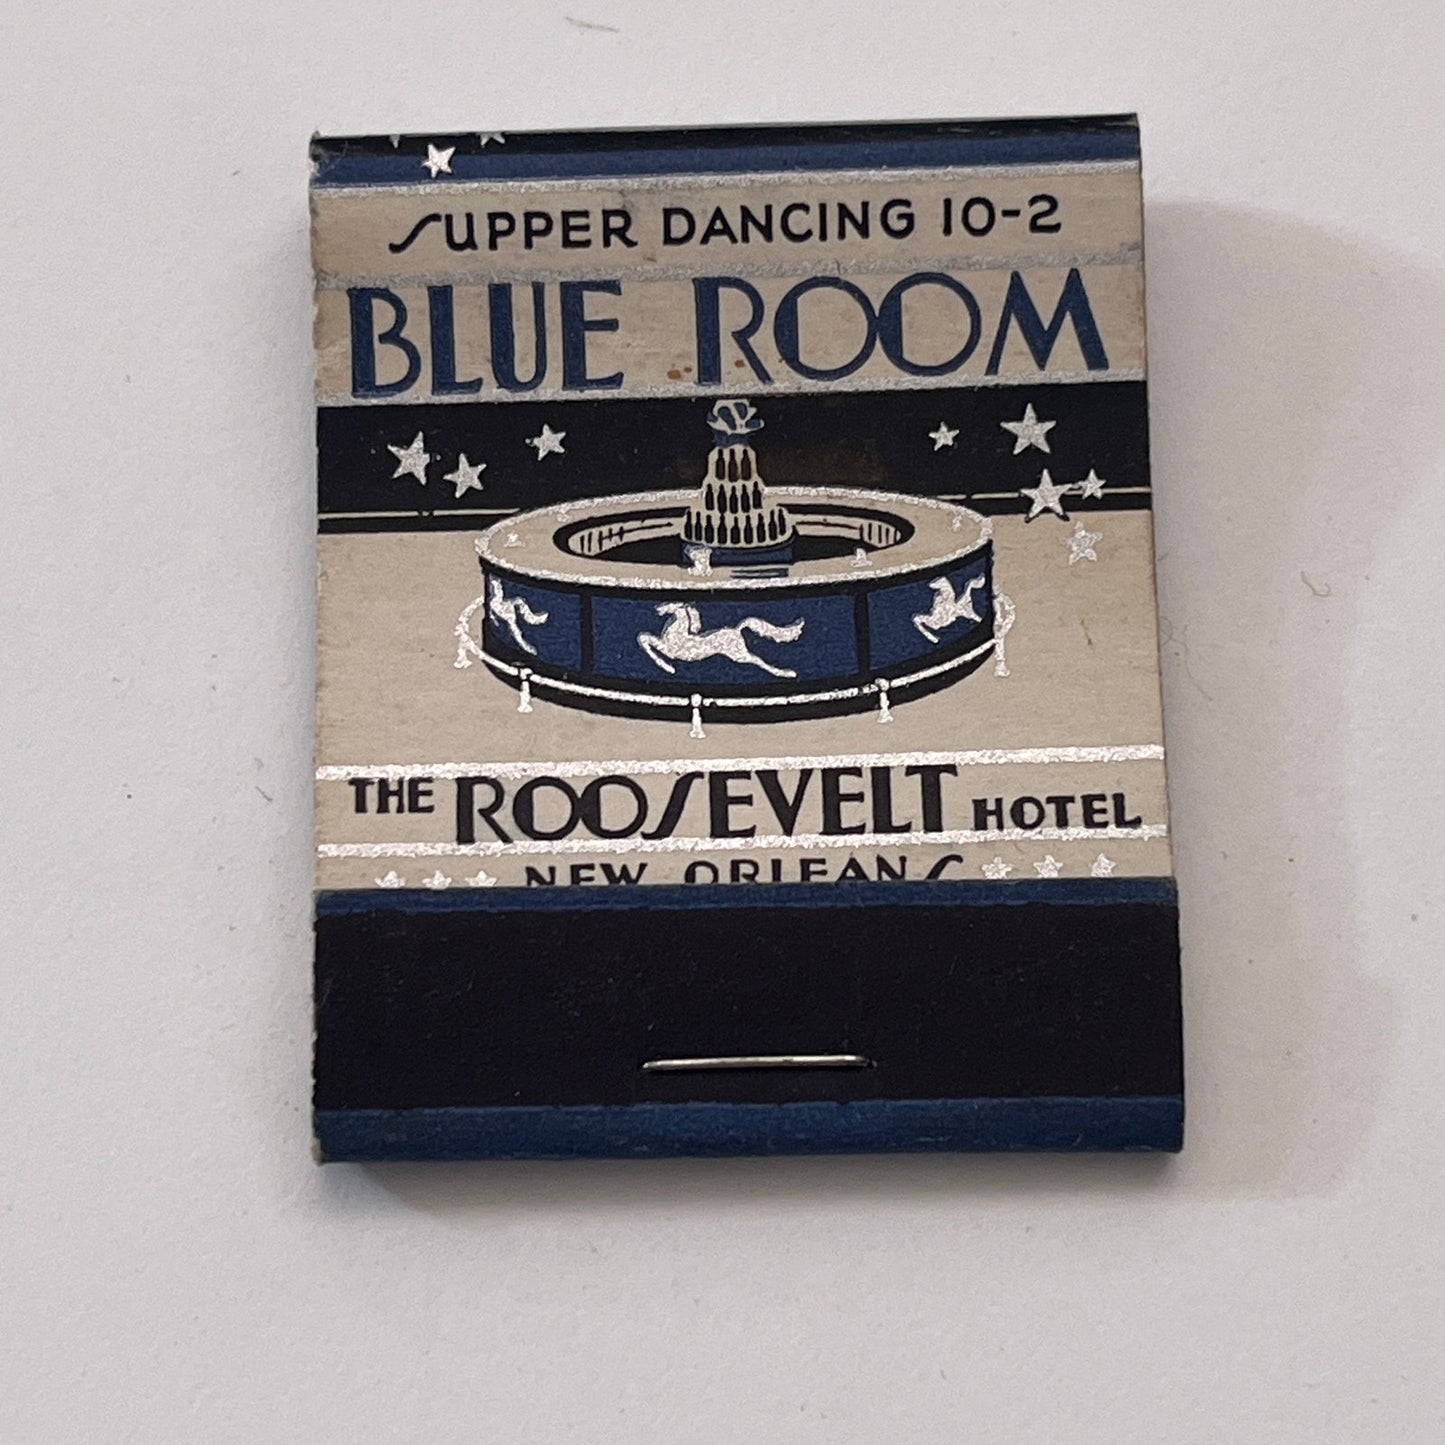 SUPPER DANCING 10-2
BLUE ROOM
THE ROOSEVELT HOTEL
NEW ORLEANS